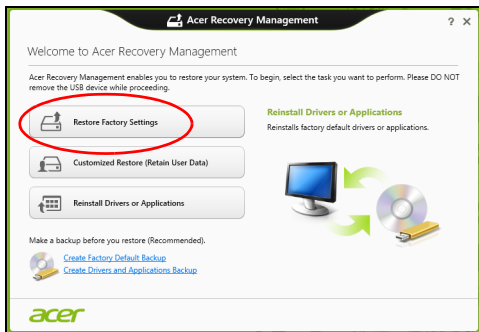 Acer Recovery Management
? X
Welcome to Acer Recovery Management
Acer Recovery Management enables you to restore your system. To begin, select the task you want to perform. Please DO NOT
remove the USB device while proceeding.
Restore Factory Settings
Customized Restore (Retain User Data)
Reinstall Drivers or Applications
Reinstall Drivers or Applications
Reinstalls factory default drivers or applications.
Make a backup before you restore (Recommended).
Create Factory Default Backup
Create Drivers and Applications Backup
acer